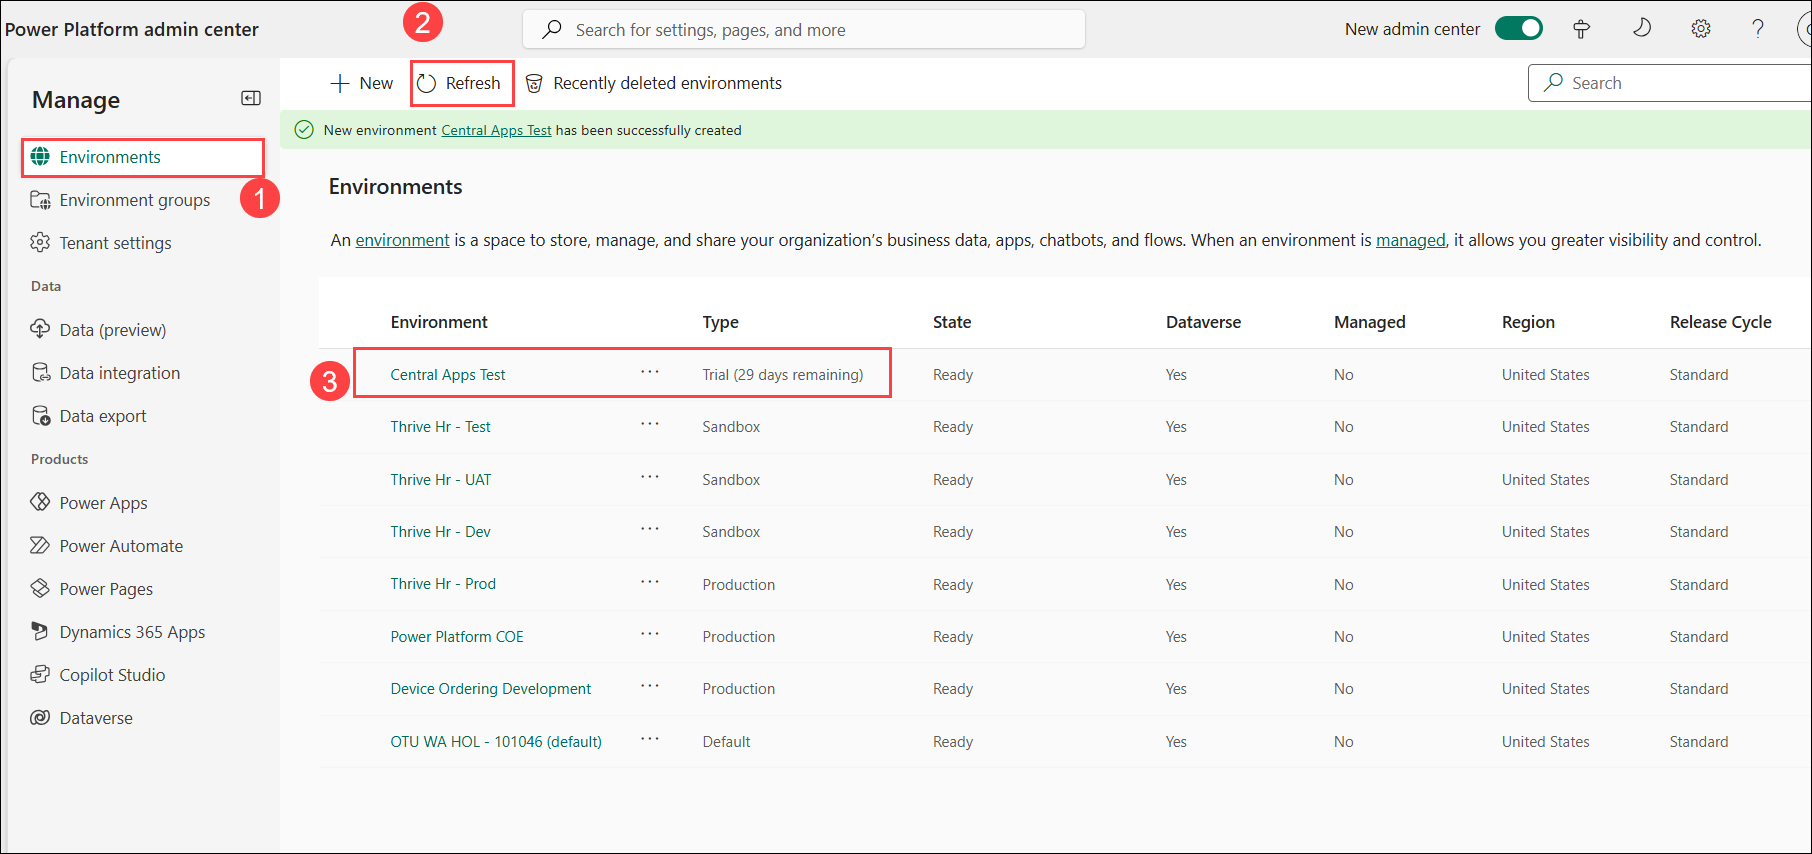 Power Platform admin center
2
Search for settings, pages, and more
New admin center
Manage
New
Refresh
Recently deleted environments
Search
New environment Central Apps Test has been successfully created
Environments
1
Environment groups
Tenant settings
Data
Data (preview)
Data integration
Data export
Products
Power Apps
Power Automate
Power Pages
Dynamics 365 Apps
Copilot Studio
Dataverse
Environments
An environment is a space to store, manage, and share your organization's business data, apps, chatbots, and flows. When an environment is managed, it allows you greater visibility and control.
Environment Type State Dataverse Managed Region Release Cycle
3
Central Apps Test ... Trial (29 days remaining) Ready Yes No United States Standard
Thrive Hr - Test ... Sandbox Ready Yes No United States Standard
Thrive Hr - UAT ... Sandbox Ready Yes No United States Standard
Thrive Hr - Dev ... Sandbox Ready Yes No United States Standard
Thrive Hr - Prod ... Production Ready Yes No United States Standard
Power Platform COE ... Production Ready Yes No United States Standard
Device Ordering Development ... Production Ready Yes No United States Standard
OTU WA HOL - 101046 (default) ... Default Ready Yes No United States Standard